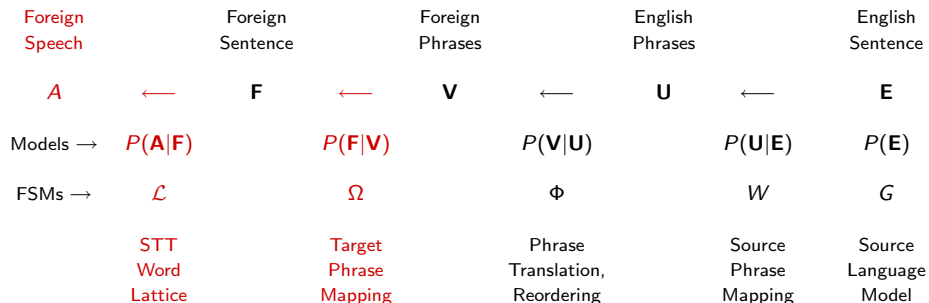 Foreign Foreign Foreign English English
Speech Sentence Phrases Phrases Sentence
A ← F ← V ← U ← E
Models → P(A|F) P(F|V) P(V|U) P(U|E) P(E)
FSMs → ℒ Ω Φ W G
STT Target Phrase Source Source
Word Phrase Translation, Phrase Language
Lattice Mapping Reordering Mapping Model